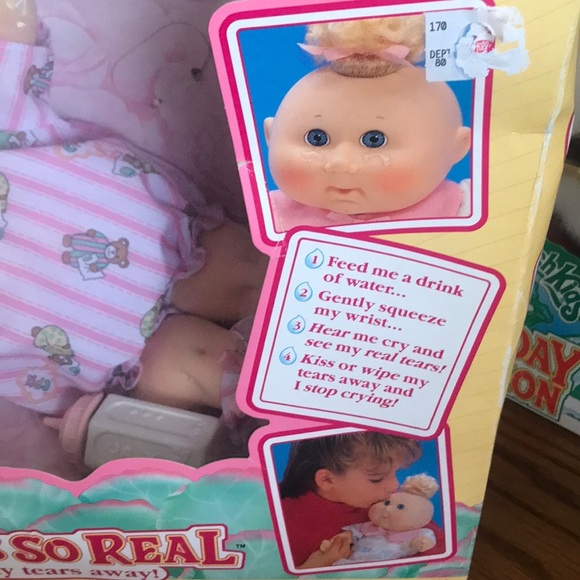 170
DEPT
80
1 Feed me a drink
of water...
2 Gently squeeze
my wrist...
3 Hear me cry and
see my real tears!
4 Kiss or wipe my
tears away and
I stop crying!
SO REAL™
tears away!
DAY
ON